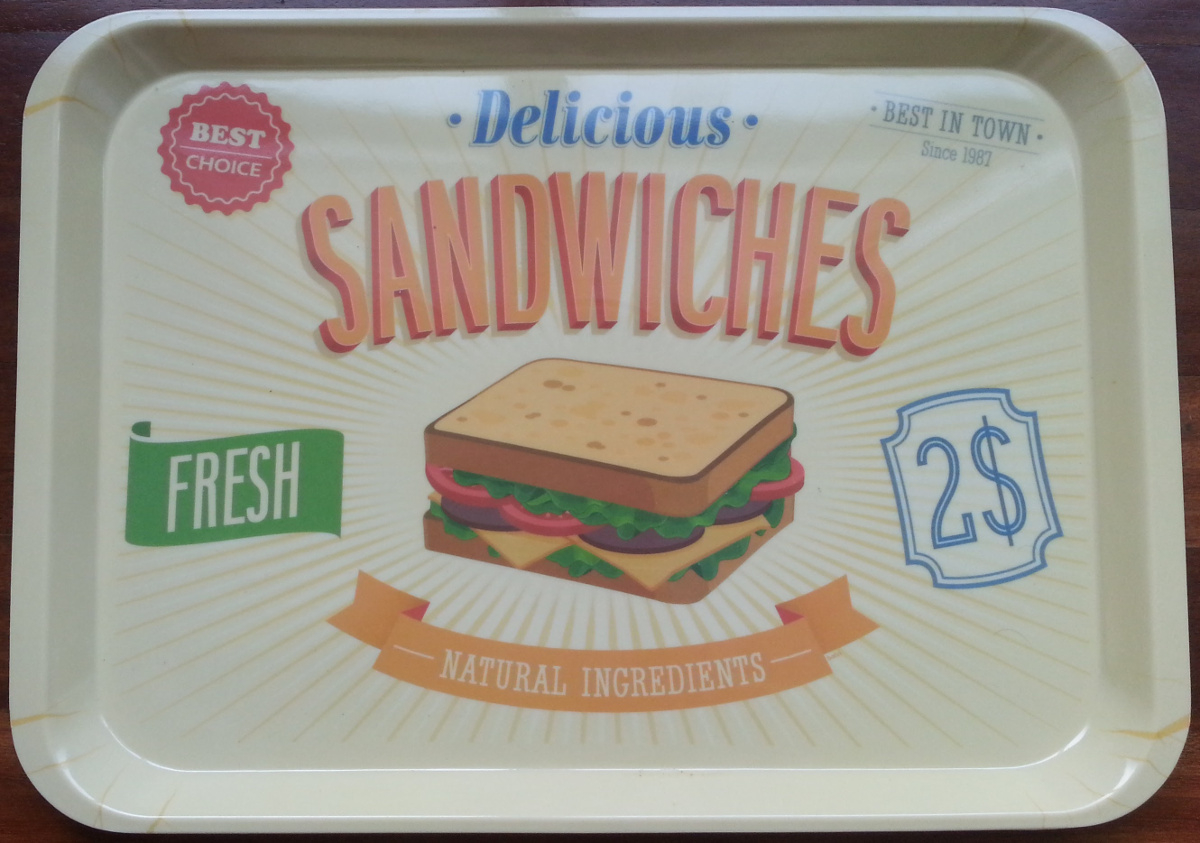 BEST
CHOICE
· Delicious ·
· BEST IN TOWN ·
Since 1987
SANDWICHES
FRESH
2$
NATURAL INGREDIENTS